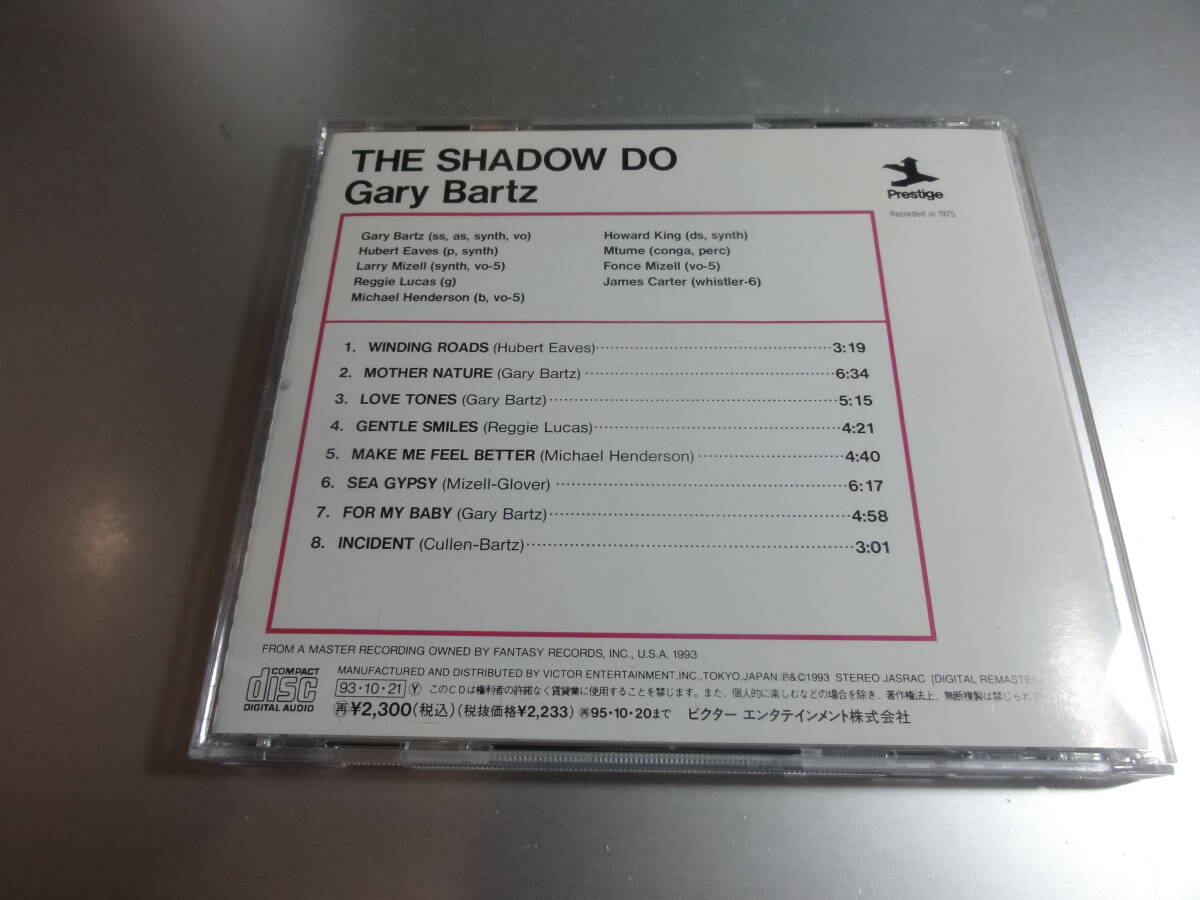 THE SHADOW DO
Gary Bartz
Prestige
Recorded in 1975
Gary Bartz (ss, as, synth, vo)
Hubert Eaves (p, synth)
Larry Mizell (synth, vo-5)
Reggie Lucas (g)
Michael Henderson (b, vo-5)
Howard King (ds, synth)
Mtume (conga, perc)
Fonce Mizell (vo-5)
James Carter (whistler-6)
1. WINDING ROADS (Hubert Eaves) 3:19
2. MOTHER NATURE (Gary Bartz) 6:34
3. LOVE TONES (Gary Bartz) 5:15
4. GENTLE SMILES (Reggie Lucas) 4:21
5. MAKE ME FEEL BETTER (Michael Henderson) 4:40
6. SEA GYPSY (Mizell-Glover) 6:17
7. FOR MY BABY (Gary Bartz) 4:58
8. INCIDENT (Cullen-Bartz) 3:01
FROM A MASTER RECORDING OWNED BY FANTASY RECORDS, INC., U.S.A. 1993
COMPACT
disc
DIGITAL AUDIO
MANUFACTURED AND DISTRIBUTED BY VICTOR ENTERTAINMENT, INC., TOKYO, JAPAN. ℗&©1993 STEREO JASRAC [DIGITAL REMASTE
93・10・21 Ⓨ このCDは権利者の許諾なく賃貸業に使用することを禁じます。また、個人的に楽しむなどの場合を除き、著作権法上、無断複製は禁じられて
再¥2,300(税込)(税抜価格¥2,233) 再95・10・20まで ビクター エンタテインメント株式会社